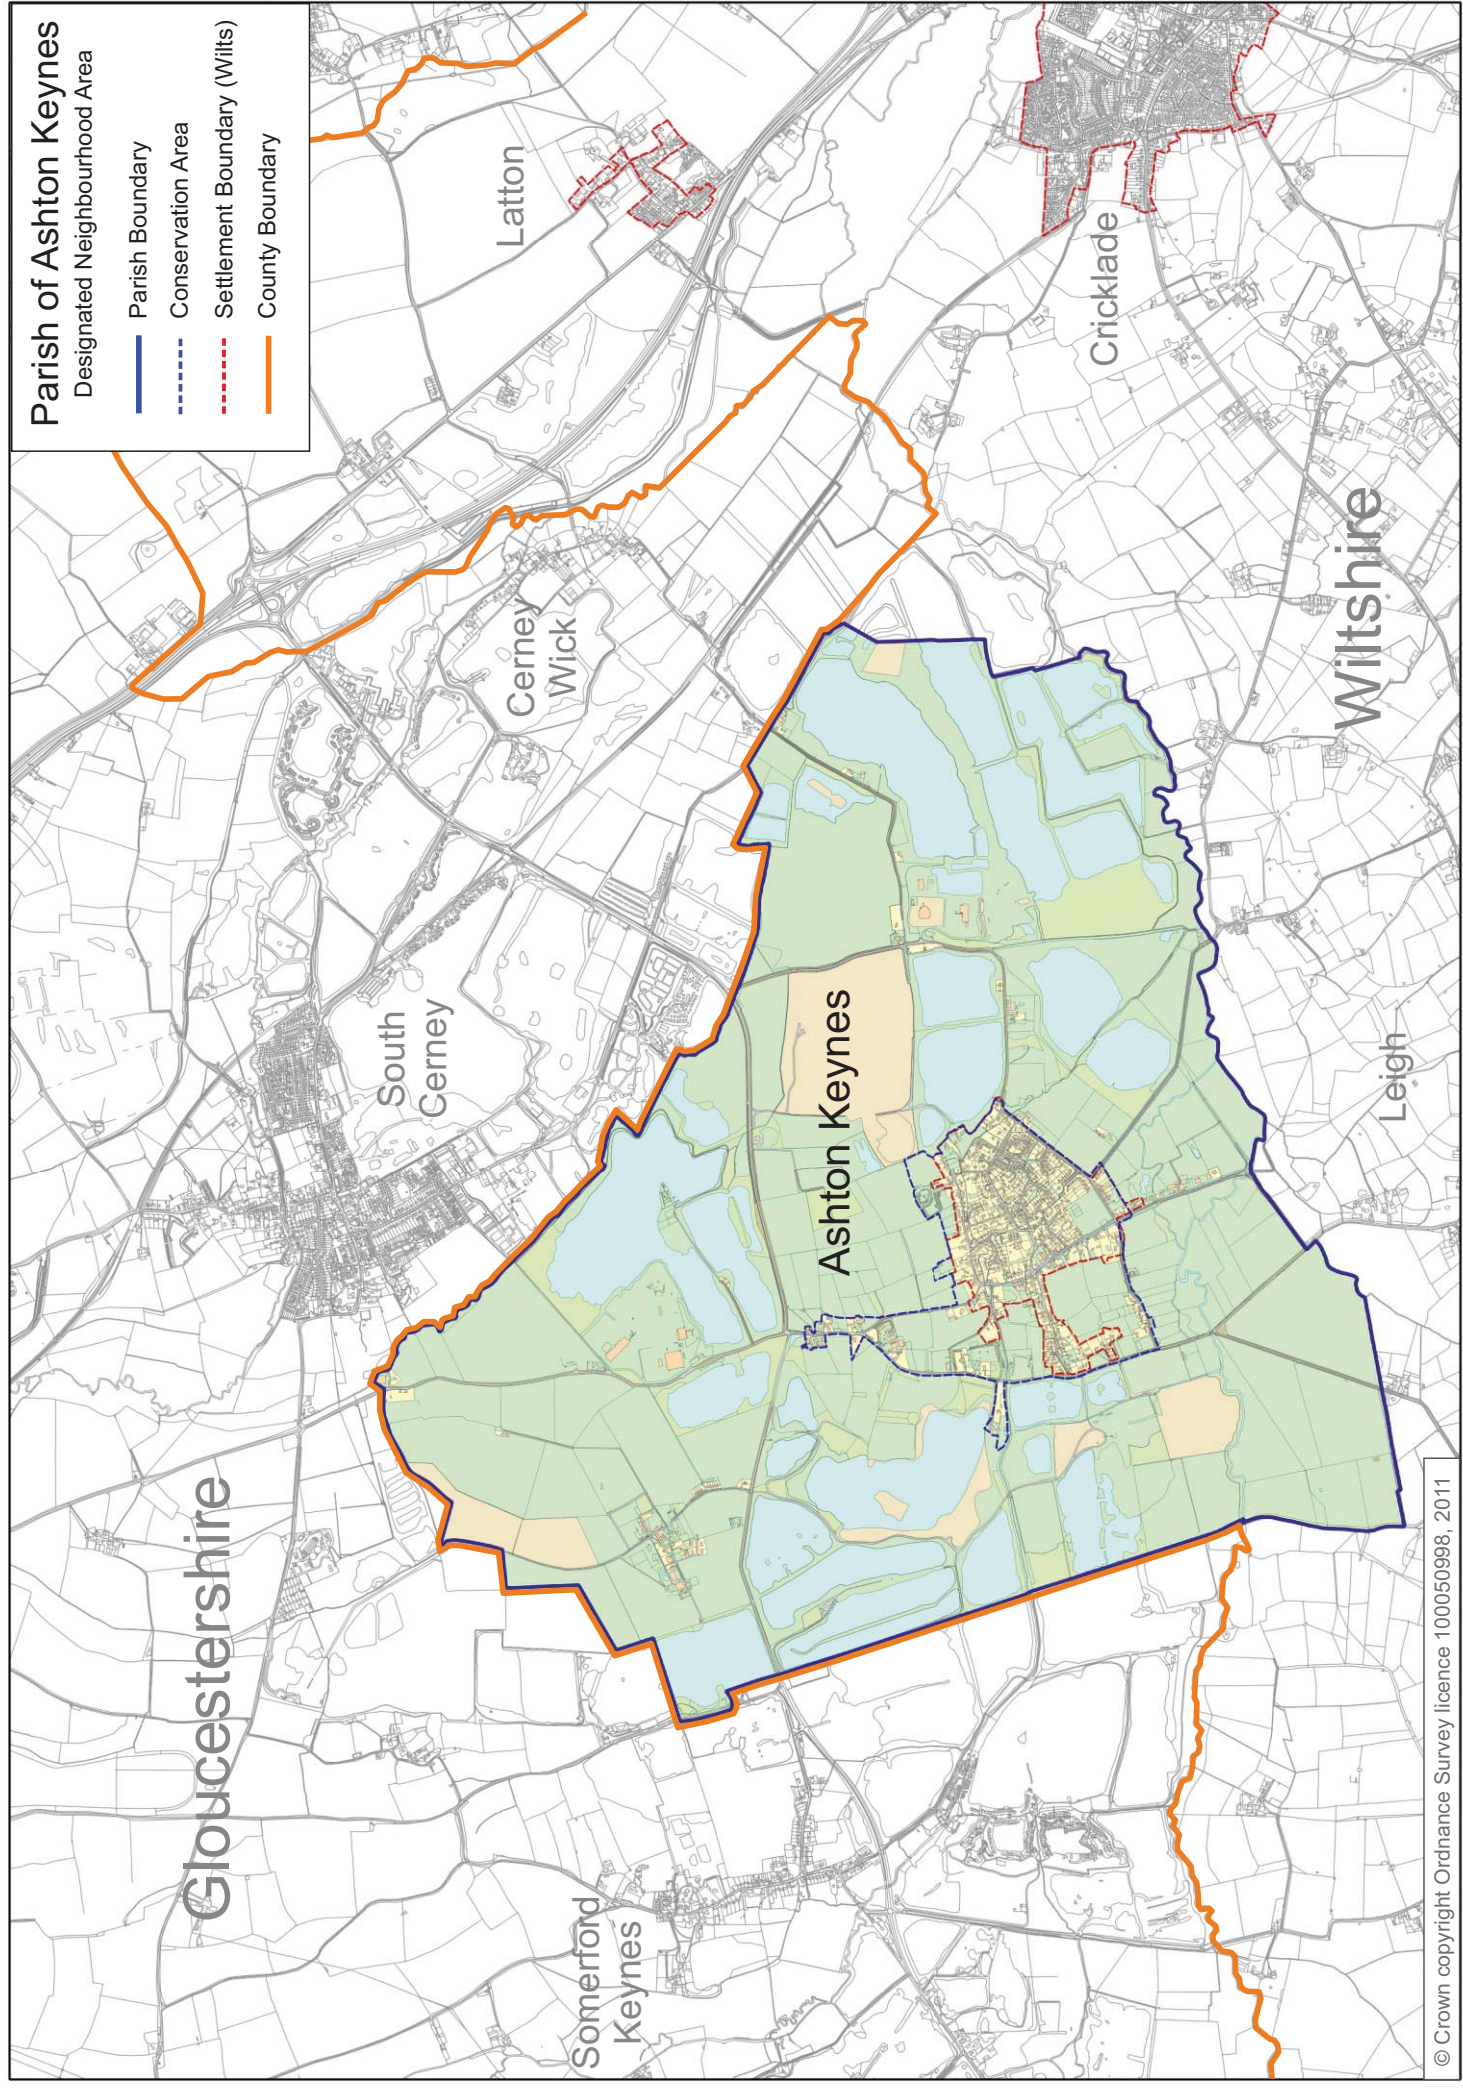 Parish of Ashton Keynes
Designated Neighbourhood Area
Parish Boundary
Conservation Area
Settlement Boundary (Wilts)
County Boundary
Gloucestershire
South
Cerney
Cerney
Wick
Latton
Somerford
Keynes
Ashton Keynes
Cricklade
Wiltshire
Leigh
© Crown copyright Ordnance Survey licence 100050998, 2011